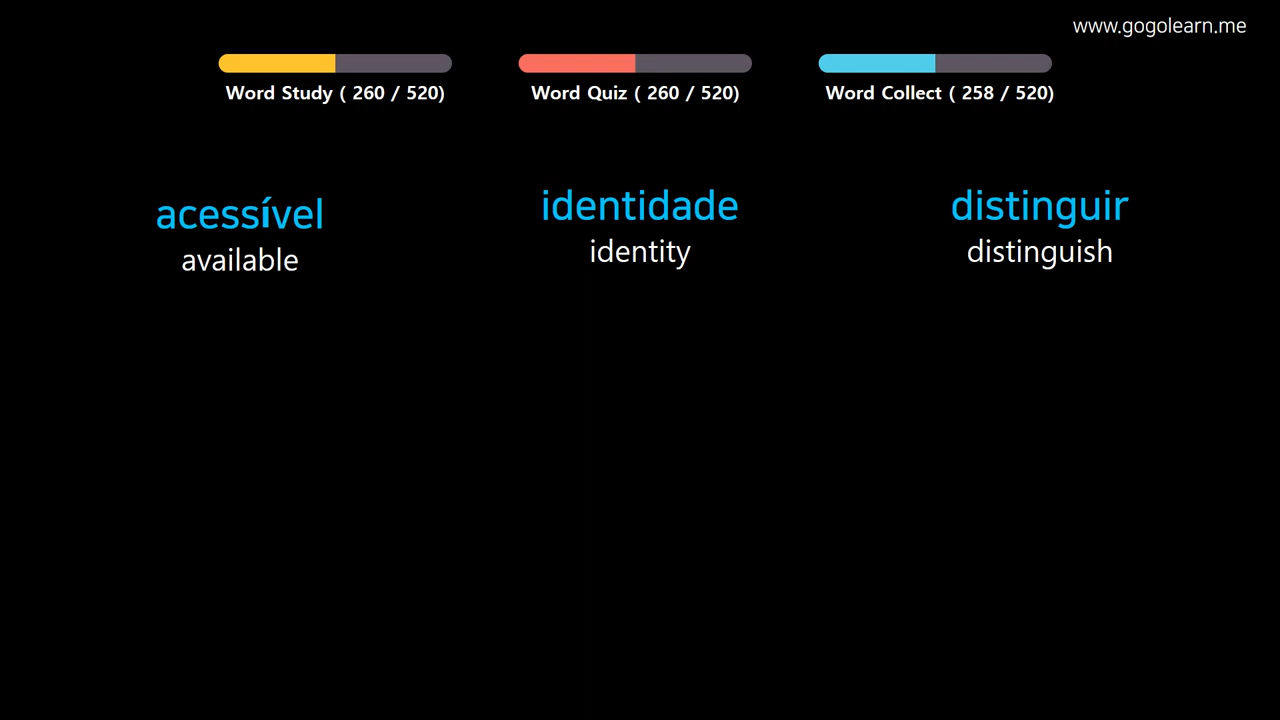 www.gogolearn.me
Word Study ( 260 / 520)
Word Quiz ( 260 / 520)
Word Collect ( 258 / 520)
acessível
available
identidade
identity
distinguir
distinguish